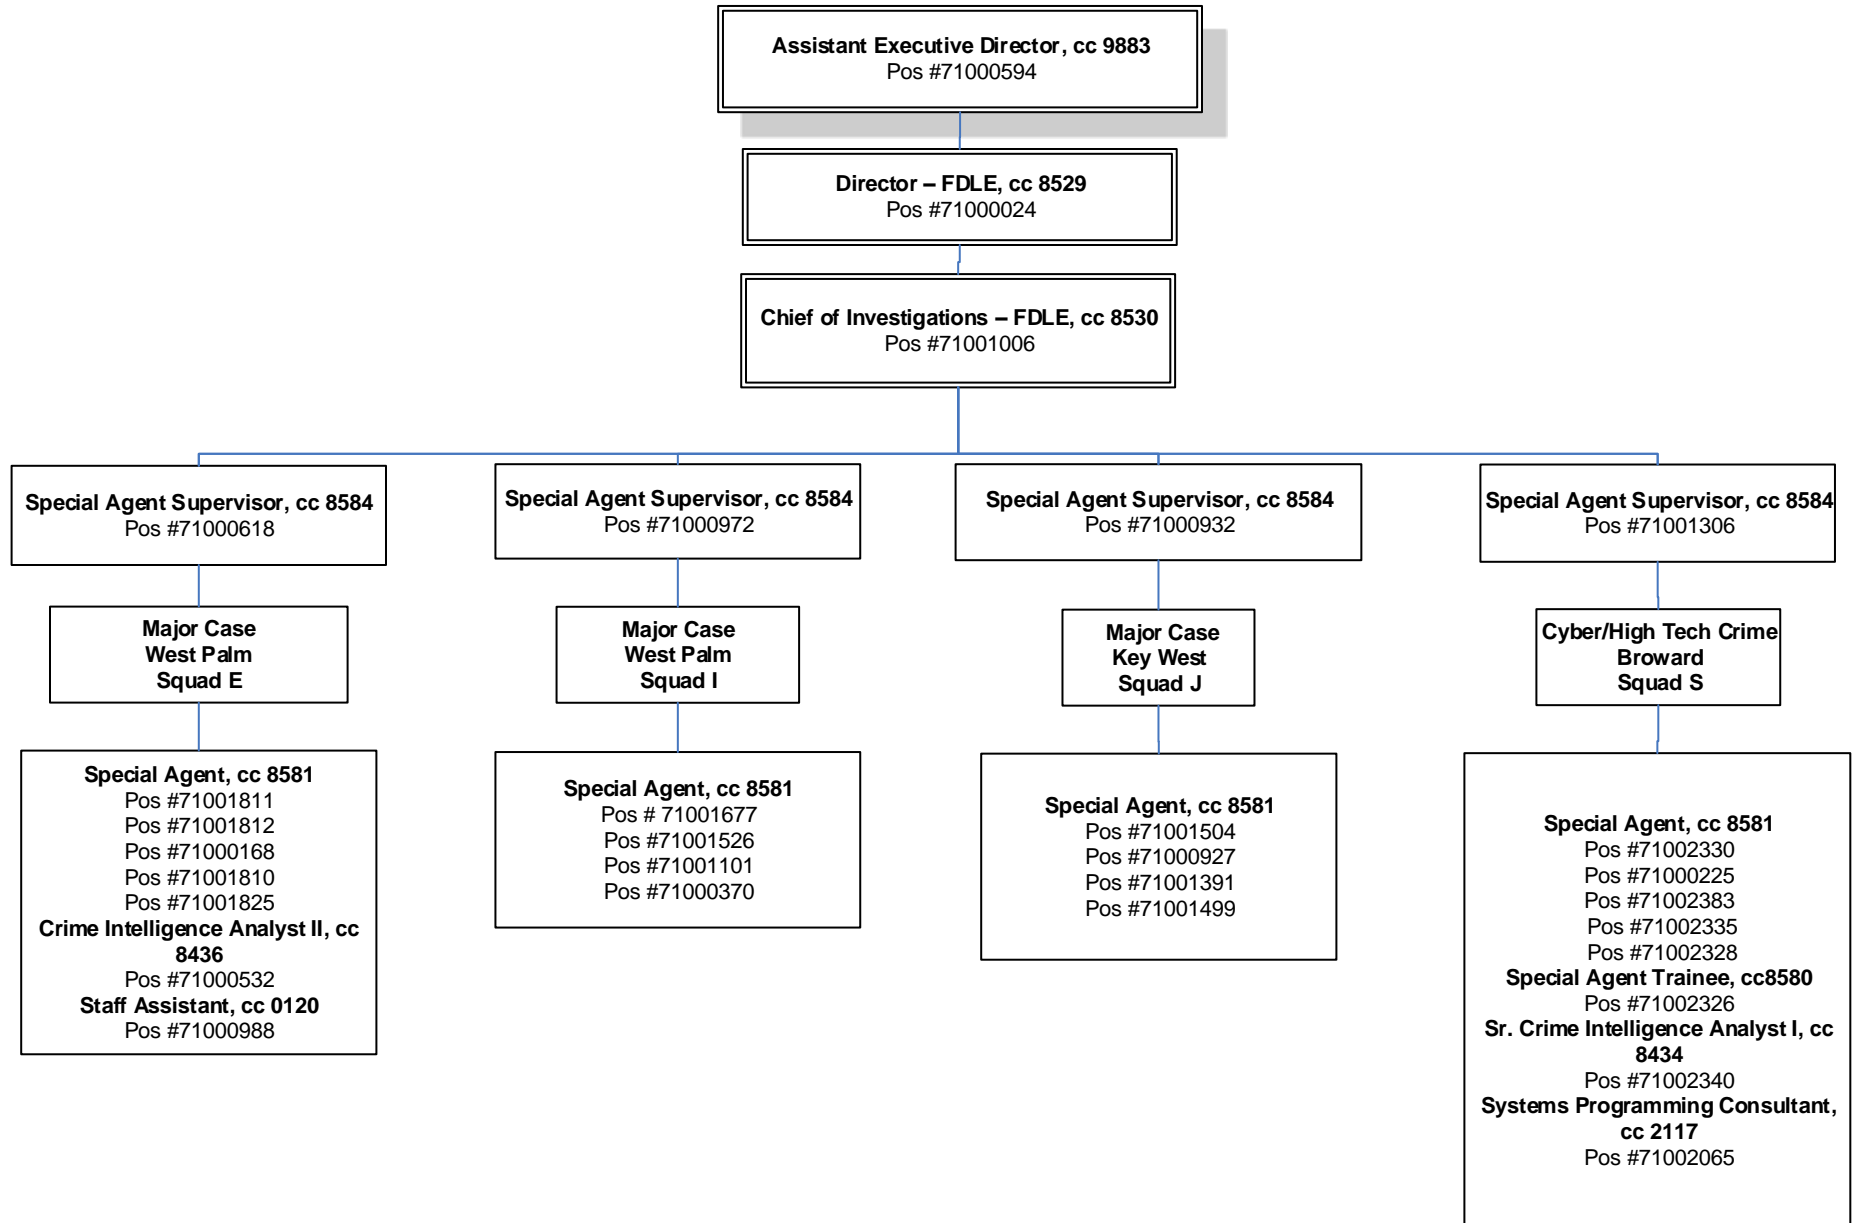 Assistant Executive Director, cc 9883
Pos #71000594
Director – FDLE, cc 8529
Pos #71000024
Chief of Investigations – FDLE, cc 8530
Pos #71001006
Special Agent Supervisor, cc 8584
Pos #71000618
Major Case
West Palm
Squad E
Special Agent, cc 8581
Pos #71001811
Pos #71001812
Pos #71000168
Pos #71001810
Pos #71001825
Crime Intelligence Analyst II, cc
8436
Pos #71000532
Staff Assistant, cc 0120
Pos #71000988
Special Agent Supervisor, cc 8584
Pos #71000972
Major Case
West Palm
Squad I
Special Agent, cc 8581
Pos # 71001677
Pos #71001526
Pos #71001101
Pos #71000370
Special Agent Supervisor, cc 8584
Pos #71000932
Major Case
Key West
Squad J
Special Agent, cc 8581
Pos #71001504
Pos #71000927
Pos #71001391
Pos #71001499
Special Agent Supervisor, cc 8584
Pos #71001306
Cyber/High Tech Crime
Broward
Squad S
Special Agent, cc 8581
Pos #71002330
Pos #71000225
Pos #71002383
Pos #71002335
Pos #71002328
Special Agent Trainee, cc8580
Pos #71002326
Sr. Crime Intelligence Analyst I, cc
8434
Pos #71002340
Systems Programming Consultant,
cc 2117
Pos #71002065